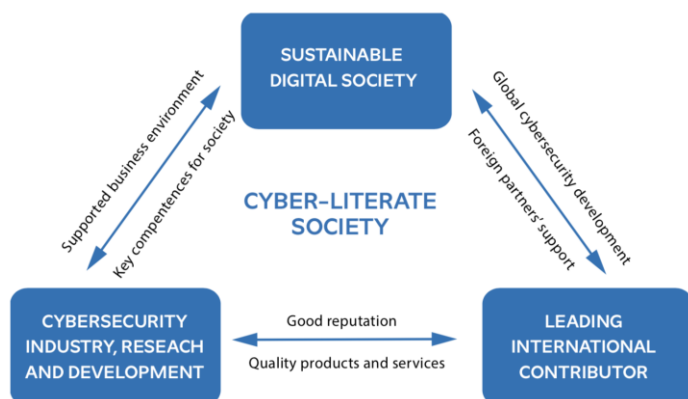 SUSTAINABLE
DIGITAL SOCIETY
Supported business environment
Key compentences for society
Global cybersecurity development
Foreign partners' support
CYBER-LITERATE
SOCIETY
CYBERSECURITY
INDUSTRY, RESEACH
AND DEVELOPMENT
Good reputation
Quality products and services
LEADING
INTERNATIONAL
CONTRIBUTOR